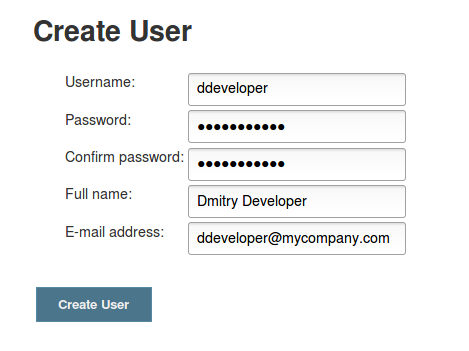 Create User
Username: ddeveloper
Password: ●●●●●●●●●●●
Confirm password: ●●●●●●●●●●●
Full name: Dmitry Developer
E-mail address: ddeveloper@mycompany.com
Create User